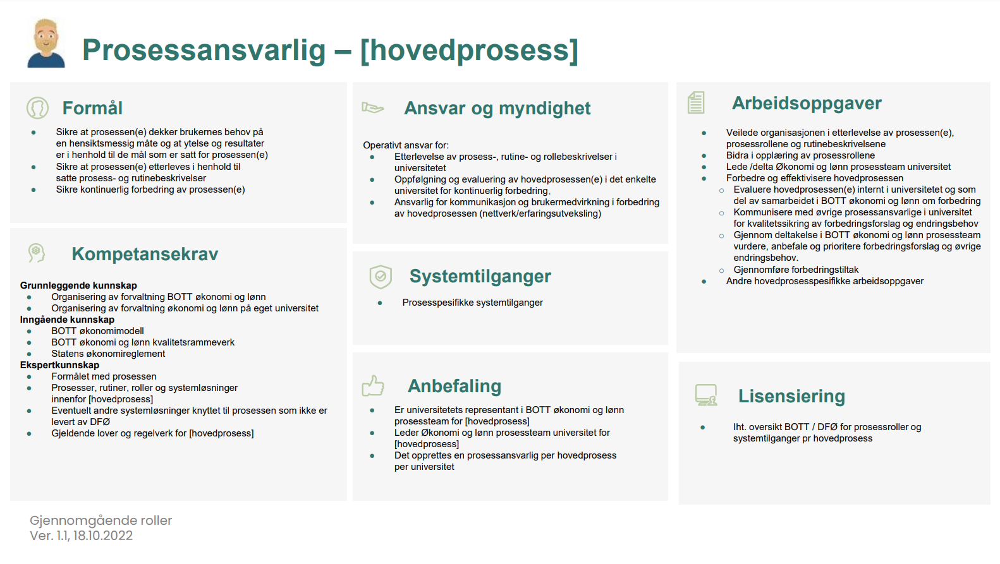 Prosessansvarlig – [hovedprosess]
Formål
● Sikre at prosessen(e) dekker brukernes behov på
en hensiktsmessig måte og at ytelse og resultater
er i henhold til de mål som er satt for prosessen(e)
● Sikre at prosessen(e) etterleves i henhold til
satte prosess- og rutinebeskrivelser
● Sikre kontinuerlig forbedring av prosessen(e)
Kompetansekrav
Grunnleggende kunnskap
● Organisering av forvaltning BOTT økonomi og lønn
● Organisering av forvaltning økonomi og lønn på eget universitet
Inngående kunnskap
● BOTT økonomimodell
● BOTT økonomi og lønn kvalitetsrammeverk
● Statens økonomireglement
Ekspertkunnskap
● Formålet med prosessen
● Prosesser, rutiner, roller og systemløsninger
innenfor [hovedprosess]
● Eventuelt andre systemløsninger knyttet til prosessen som ikke er
levert av DFØ
● Gjeldende lover og regelverk for [hovedprosess]
Ansvar og myndighet
Operativt ansvar for:
● Etterlevelse av prosess-, rutine- og rollebeskrivelser i
universitetet
● Oppfølgning og evaluering av hovedprosessen(e) i det enkelte
universitet for kontinuerlig forbedring,
● Ansvarlig for kommunikasjon og brukermedvirkning i forbedring
av hovedprosessen (nettverk/erfaringsutveksling)
Systemtilganger
● Prosesspesifikke systemtilganger
Anbefaling
● Er universitetets representant i BOTT økonomi og lønn
prosessteam for [hovedprosess]
● Leder Økonomi og lønn prosessteam universitet for
[hovedprosess]
● Det opprettes en prosessansvarlig per hovedprosess
per universitet
Arbeidsoppgaver
● Veilede organisasjonen i etterlevelse av prosessen(e),
prosessrollene og rutinebeskrivelsene
● Bidra i opplæring av prosessrollene
● Lede /delta Økonomi og lønn prosessteam universitet
● Forbedre og effektivisere hovedprosessen
○ Evaluere hovedprosessen(e) internt i universitetet og som
del av samarbeidet i BOTT økonomi og lønn om forbedring
○ Kommunisere med øvrige prosessansvarlige i universitet
for kvalitetssikring av forbedringsforslag og endringsbehov
○ Gjennom deltakelse i BOTT økonomi og lønn prosessteam
vurdere, anbefale og prioritere forbedringsforslag og øvrige
endringsbehov.
○ Gjennomføre forbedringstiltak
● Andre hovedprosesspesifikke arbeidsoppgaver
Lisensiering
● Iht. oversikt BOTT / DFØ for prosessroller og
systemtilganger pr hovedprosess
Gjennomgående roller
Ver. 1.1, 18.10.2022